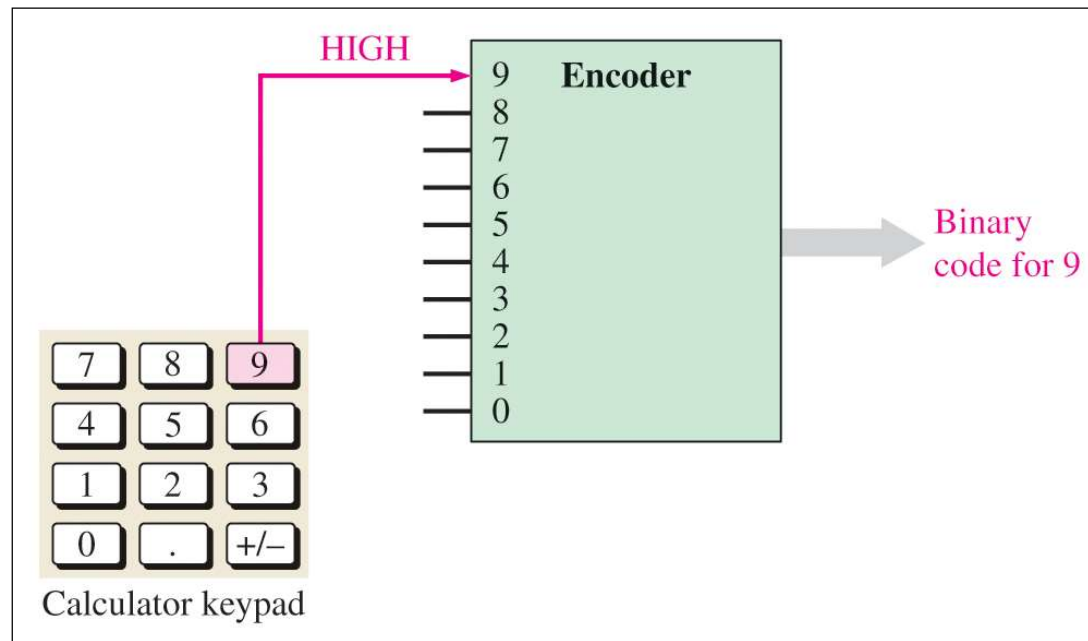 HIGH
9 Encoder
8
7
6
5
4
3
2
1
0
Binary
code for 9
7 8 9
4 5 6
1 2 3
0 . +/–
Calculator keypad